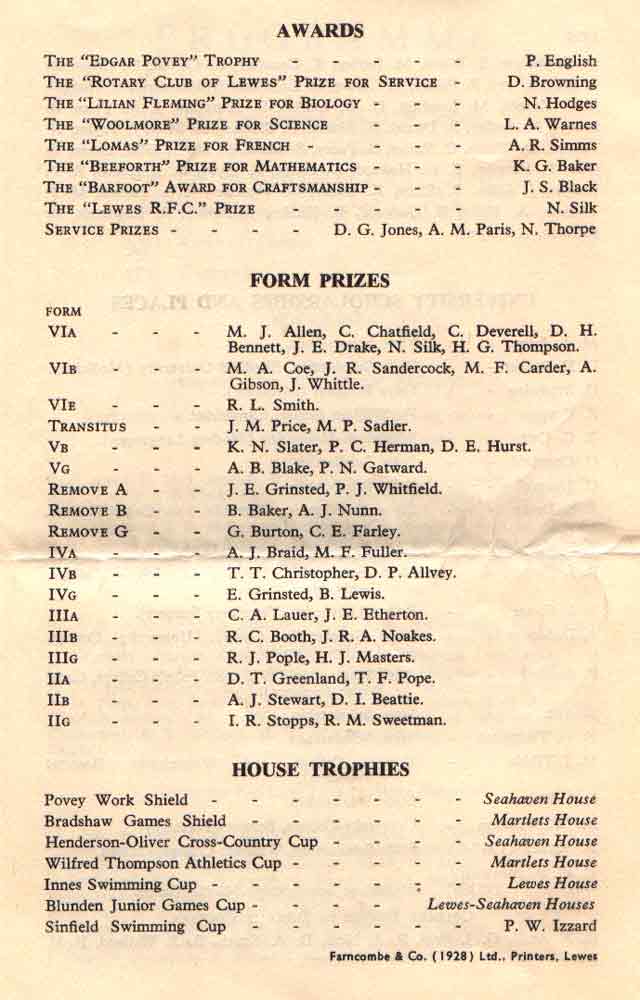 AWARDS
THE "EDGAR POVEY" TROPHY - - - - - P. English
THE "ROTARY CLUB OF LEWES" PRIZE FOR SERVICE - D. Browning
THE "LILIAN FLEMING" PRIZE FOR BIOLOGY - - - N. Hodges
THE "WOOLMORE" PRIZE FOR SCIENCE - - - L. A. Warnes
THE "LOMAS" PRIZE FOR FRENCH - - - - A. R. Simms
THE "BEEFORTH" PRIZE FOR MATHEMATICS - - - K. G. Baker
THE "BARFOOT" AWARD FOR CRAFTSMANSHIP - - - J. S. Black
THE "LEWES R.F.C." PRIZE - - - - - N. Silk
SERVICE PRIZES - - - - D. G. Jones, A. M. Paris, N. Thorpe
FORM PRIZES
FORM
VIA - - - M. J. Allen, C. Chatfield, C. Deverell, D. H.
Bennett, J. E. Drake, N. Silk, H. G. Thompson.
VIB - - - M. A. Coe, J. R. Sandercock, M. F. Carder, A.
Gibson, J. Whittle.
VIE - - - R. L. Smith.
TRANSITUS - - J. M. Price, M. P. Sadler.
VB - - - K. N. Slater, P. C. Herman, D. E. Hurst.
VG - - - A. B. Blake, P. N. Gatward.
REMOVE A - - J. E. Grinsted, P. J. Whitfield.
REMOVE B - - B. Baker, A. J. Nunn.
REMOVE G - - G. Burton, C. E. Farley.
IVA - - - A. J. Braid, M. F. Fuller.
IVB - - - T. T. Christopher, D. P. Allvey.
IVG - - - E. Grinsted, B. Lewis.
IIIA - - - C. A. Lauer, J. E. Etherton.
IIIB - - - R. C. Booth, J. R. A. Noakes.
IIIG - - - R. J. Pople, H. J. Masters.
IIA - - - D. T. Greenland, T. F. Pope.
IIB - - - A. J. Stewart, D. I. Beattie.
IIG - - - I. R. Stopps, R. M. Sweetman.
HOUSE TROPHIES
Povey Work Shield - - - - - - - Seahaven House
Bradshaw Games Shield - - - - - - Martlets House
Henderson-Oliver Cross-Country Cup - - - - Seahaven House
Wilfred Thompson Athletics Cup - - - - - Martlets House
Innes Swimming Cup - - - - - - - Lewes House
Blunden Junior Games Cup - - - - Lewes-Seahaven Houses
Sinfield Swimming Cup - - - - - - P. W. Izzard
Farncombe & Co. (1928) Ltd., Printers, Lewes